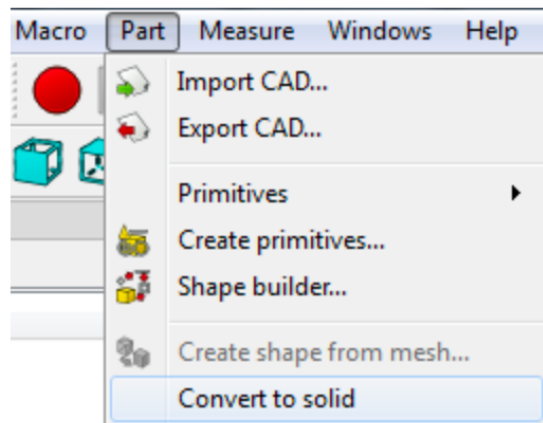 Macro Part Measure Windows Help
Import CAD...
Export CAD...
Primitives
Create primitives...
Shape builder...
Create shape from mesh...
Convert to solid